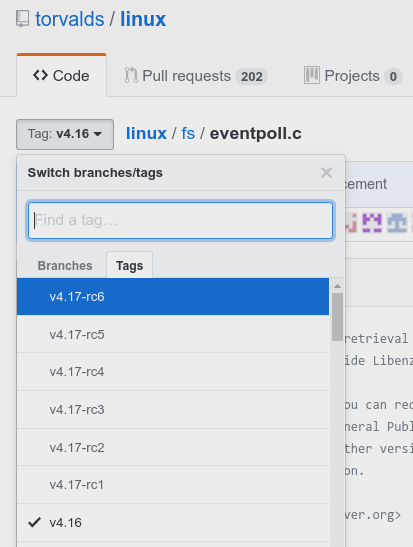 torvalds / linux
Code Pull requests 202 Projects 0
Tag: v4.16 linux / fs / eventpoll.c
Switch branches/tags
cement
Find a tag…
Branches Tags
v4.17-rc6
v4.17-rc5
retrieval
v4.17-rc4
ide Libenz
v4.17-rc3
ou can rec
neral Publ
v4.17-rc2
ther versi
on.
v4.17-rc1
v4.16
ver.org>